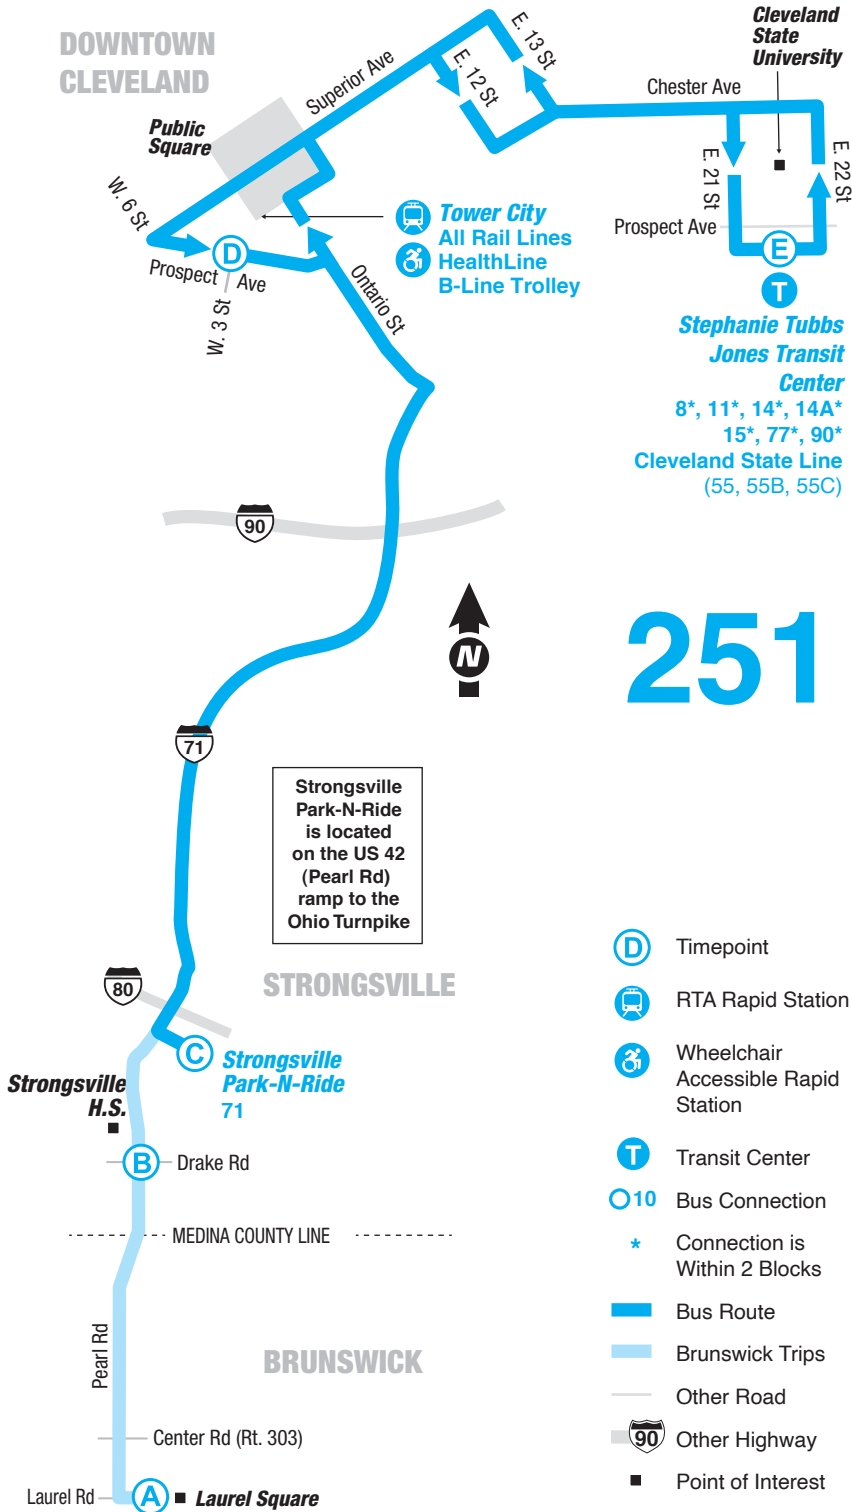 DOWNTOWN
CLEVELAND
Public
Square
Superior Ave
E. 12 St
E. 13 St
Cleveland
State
University
Chester Ave
E. 21 St
E. 22 St
Prospect Ave
E
T
W. 6 St
D
Prospect Ave
W. 3 St
Ontario St
Tower City
All Rail Lines
HealthLine
B-Line Trolley
Stephanie Tubbs
Jones Transit
Center
8*, 11*, 14*, 14A*
15*, 77*, 90*
Cleveland State Line
(55, 55B, 55C)
90
N
251
71
Strongsville
Park-N-Ride
is located
on the US 42
(Pearl Rd)
ramp to the
Ohio Turnpike
80
STRONGSVILLE
C
Strongsville
Park-N-Ride
71
Strongsville
H.S.
B
Drake Rd
MEDINA COUNTY LINE
Pearl Rd
BRUNSWICK
Center Rd (Rt. 303)
Laurel Rd
A
Laurel Square
D Timepoint
RTA Rapid Station
Wheelchair
Accessible Rapid
Station
T Transit Center
10 Bus Connection
* Connection is
Within 2 Blocks
Bus Route
Brunswick Trips
Other Road
90 Other Highway
Point of Interest